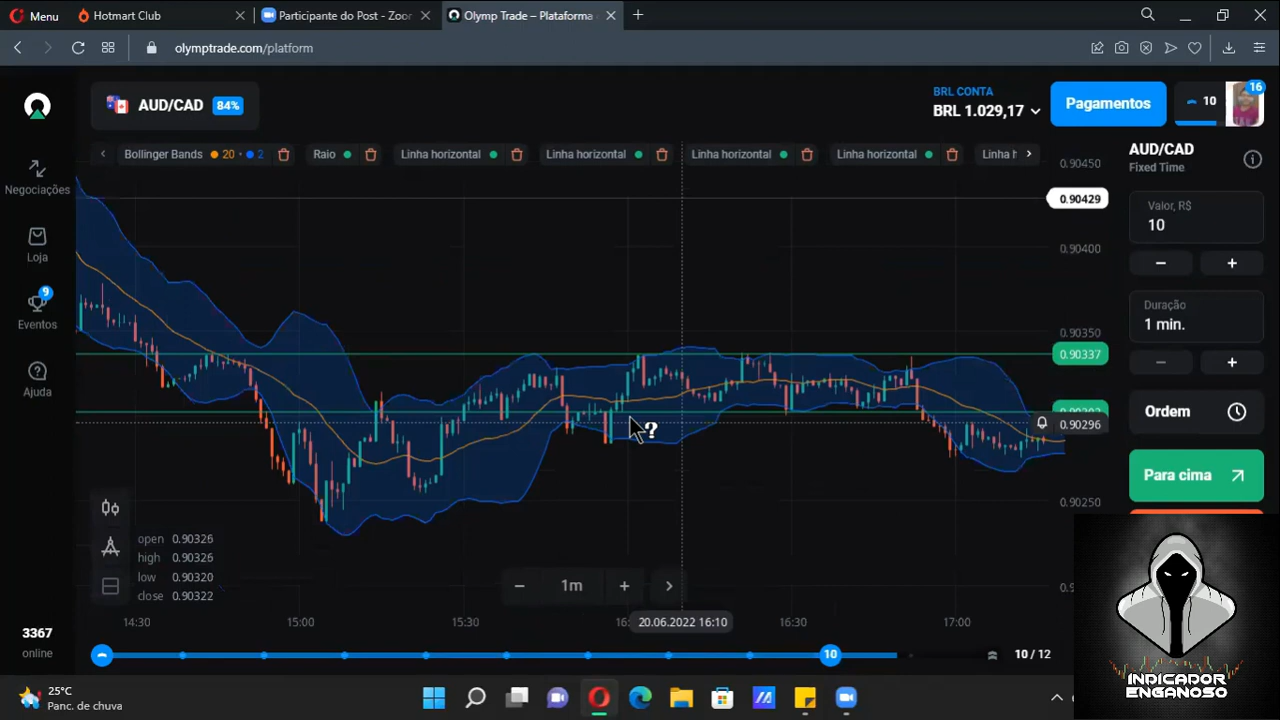 Menu
Hotmart Club
Participante do Post - Zoor
Olymp Trade – Plataforma
olymptrade.com/platform
AUD/CAD 84%
BRL CONTA
BRL 1.029,17
Pagamentos
10
16
Bollinger Bands 20 2
Raio
Linha horizontal
Linha horizontal
Linha horizontal
Linha horizontal
Linha h
Negociações
Loja
9
Eventos
Ajuda
3367
online
0.90450
0.90429
0.90400
0.90350
0.90337
0.90296
0.90250
AUD/CAD
Fixed Time
Valor, R$
10
− +
Duração
1 min.
− +
Ordem
Para cima
?
open 0.90326
high 0.90326
low 0.90320
close 0.90322
− 1m +
14:30
15:00
15:30
20.06.2022 16:10
16:30
17:00
10
10 / 12
25°C
Panc. de chuva
INDICADOR
ENGANOSO